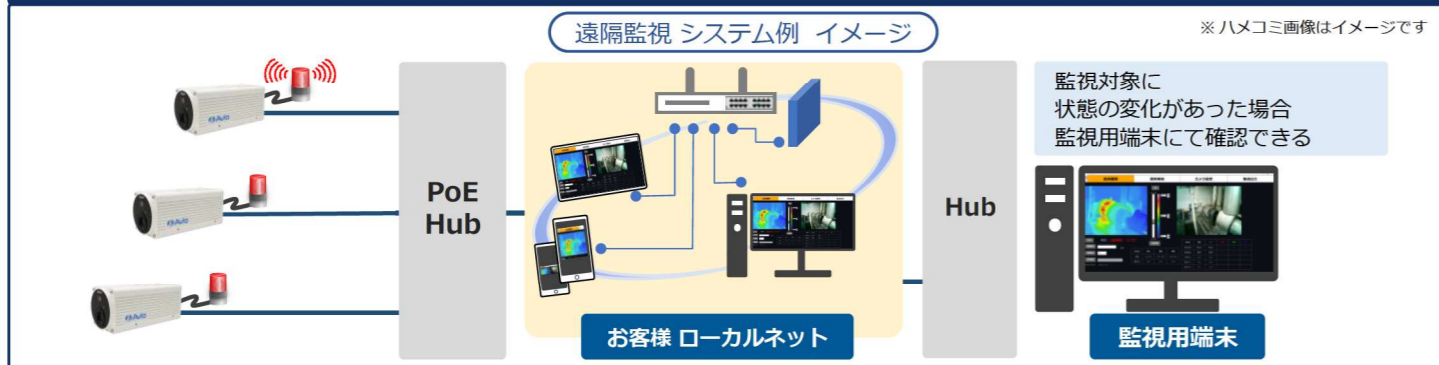 遠隔監視 システム例 イメージ
※ ハメコミ画像はイメージです
PoE
Hub
お客様 ローカルネット
Hub
監視対象に
状態の変化があった場合
監視用端末にて確認できる
監視用端末